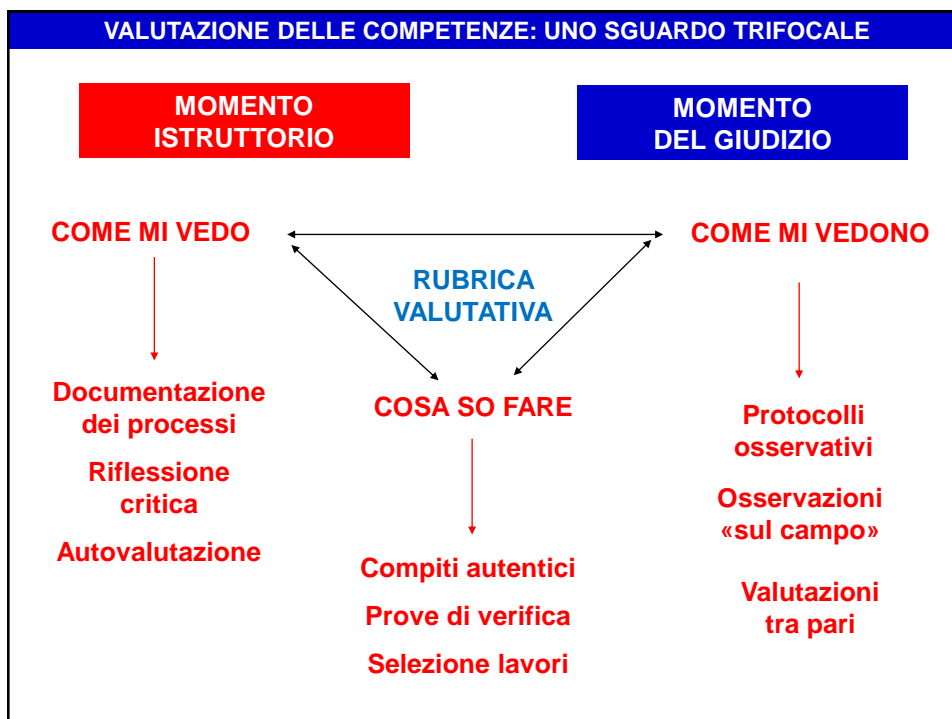 VALUTAZIONE DELLE COMPETENZE: UNO SGUARDO TRIFOCALE
MOMENTO
ISTRUTTORIO
MOMENTO
DEL GIUDIZIO
COME MI VEDO
COME MI VEDONO
RUBRICA
VALUTATIVA
COSA SO FARE
Documentazione
dei processi
Riflessione
critica
Autovalutazione
Compiti autentici
Prove di verifica
Selezione lavori
Protocolli
osservativi
Osservazioni
«sul campo»
Valutazioni
tra pari